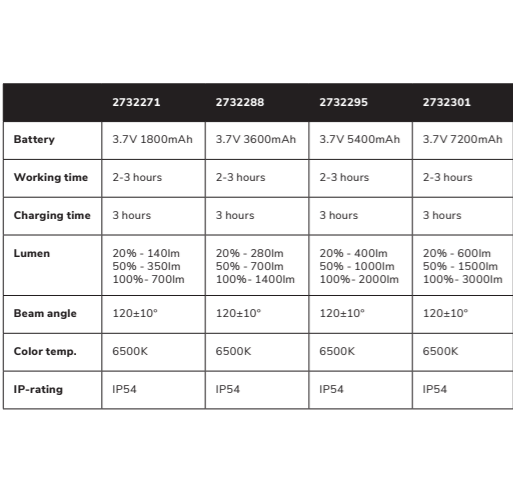 2732271 2732288 2732295 2732301
Battery 3.7V 1800mAh 3.7V 3600mAh 3.7V 5400mAh 3.7V 7200mAh
Working time 2-3 hours 2-3 hours 2-3 hours 2-3 hours
Charging time 3 hours 3 hours 3 hours 3 hours
Lumen 20% - 140lm 20% - 280lm 20% - 400lm 20% - 600lm
50% - 350lm 50% - 700lm 50% - 1000lm 50% - 1500lm
100%- 700lm 100%- 1400lm 100%- 2000lm 100%- 3000lm
Beam angle 120±10° 120±10° 120±10° 120±10°
Color temp. 6500K 6500K 6500K 6500K
IP-rating IP54 IP54 IP54 IP54